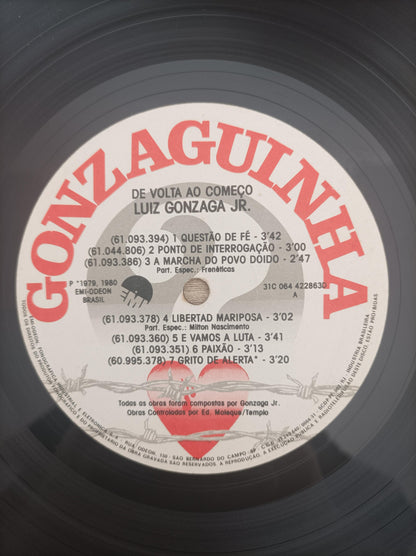 GONZAGUINHA
DE VOLTA AO COMEÇO
LUIZ GONZAGA JR.
(61.093.394) 1 QUESTÃO DE FÉ - 3'42
(61.044.806) 2 PONTO DE INTERROGAÇÃO - 3'00
(61.093.386) 3 A MARCHA DO POVO DOIDO - 2'47
Part. Espec.: Frenéticas
P *1979, 1980
EMI-ODEON
BRASIL
31C 064 422863D
A
(61.093.378) 4 LIBERTAD MARIPOSA - 3'02
Part. Espec.: Milton Nascimento
(61.093.360) 5 E VAMOS A LUTA - 3'41
(61.093.351) 6 PAIXÃO - 3'13
(60.995.378) 7 GRITO DE ALERTA* - 3'20
Todas as obras foram compostas por Gonzaga Jr.
Obras Controladas por Ed. Moleque/Templo